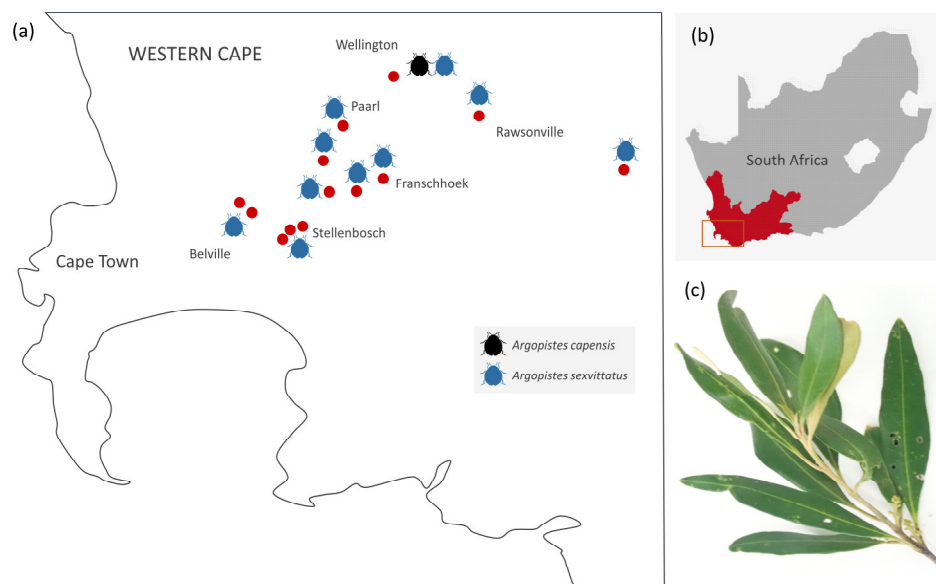 (a)
WESTERN CAPE
Wellington
Paarl
Rawsonville
Franschhoek
Stellenbosch
Belville
Cape Town
Argopistes capensis
Argopistes sexvittatus
(b)
South Africa
(c)